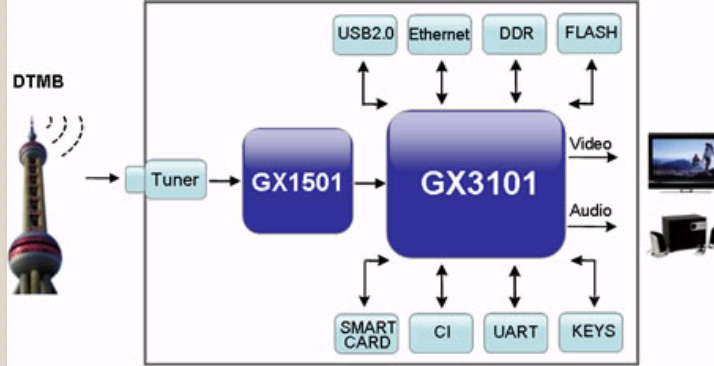 USB2.0 Ethernet DDR FLASH
DTMB
Video
Tuner GX1501 GX3101
Audio
SMART
CARD CI UART KEYS